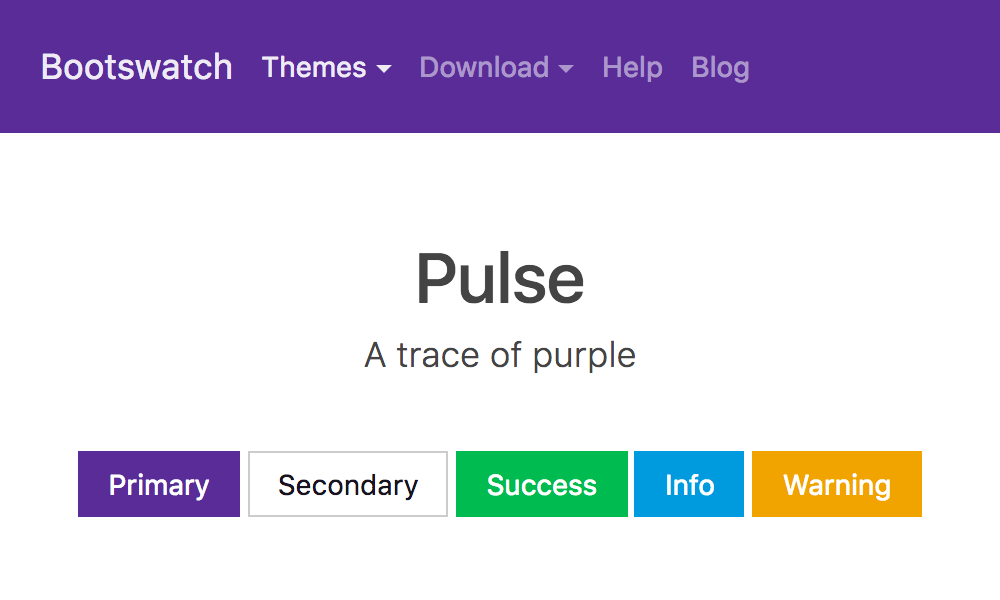 Bootswatch Themes Download Help Blog
Pulse
A trace of purple
Primary Secondary Success Info Warning